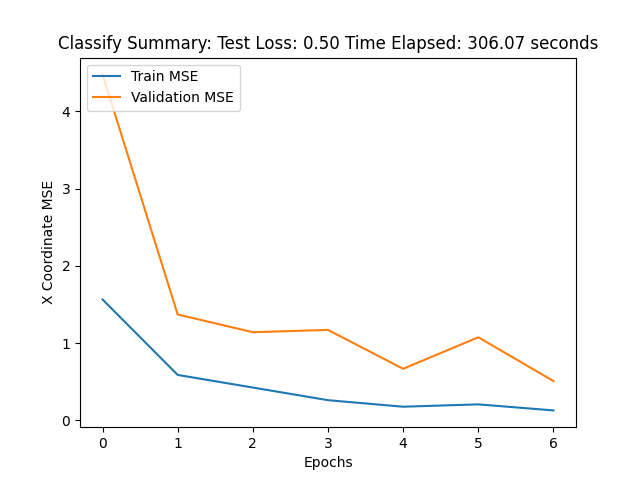 Classify Summary: Test Loss: 0.50 Time Elapsed: 306.07 seconds
Train MSE
Validation MSE
4
3
2
1
0
X Coordinate MSE
0 1 2 3 4 5 6
Epochs